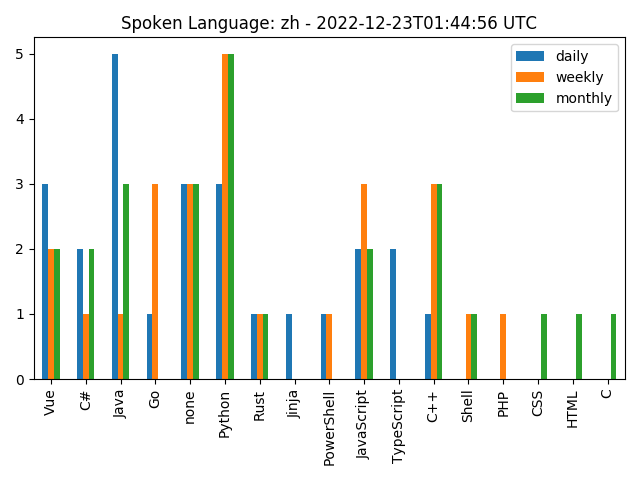 Spoken Language: zh - 2022-12-23T01:44:56 UTC
daily
weekly
monthly
5
4
3
2
1
0
Vue
C#
Java
Go
none
Python
Rust
Jinja
PowerShell
JavaScript
TypeScript
C++
Shell
PHP
CSS
HTML
C